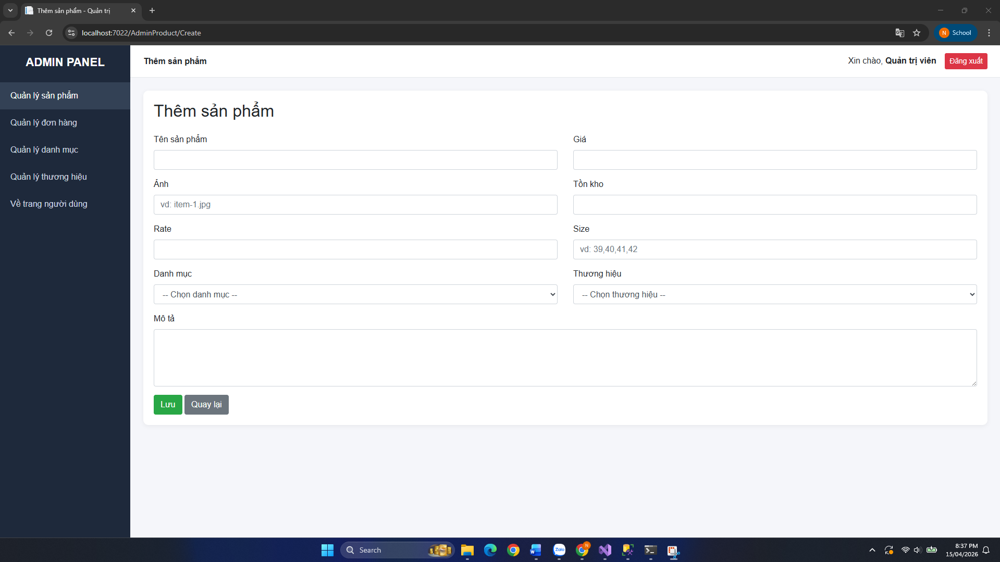 Thêm sản phẩm - Quản trị
localhost:7022/AdminProduct/Create
N School
ADMIN PANEL
Thêm sản phẩm
Xin chào, Quản trị viên
Đăng xuất
Quản lý sản phẩm
Quản lý đơn hàng
Quản lý danh mục
Quản lý thương hiệu
Về trang người dùng
Thêm sản phẩm
Tên sản phẩm
Giá
Ảnh
Tồn kho
vd: item-1.jpg
Rate
Size
vd: 39,40,41,42
Danh mục
Thương hiệu
-- Chọn danh mục --
-- Chọn thương hiệu --
Mô tả
Lưu
Quay lại
Search
Zalo
N
8:37 PM
15/04/2026